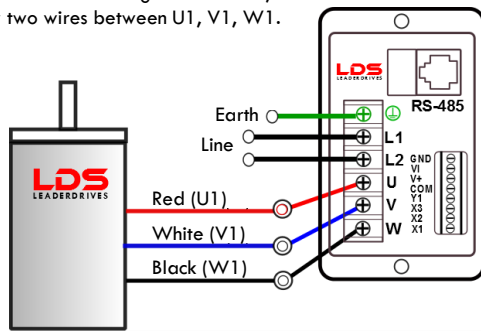 two wires between U1, V1, W1.
LDS
LEADERDRIVES
RS-485
Earth
Line
L1
L2
U
V
W
GND
VI
V+
COM
Y1
X3
X2
X1
LDS
LEADERDRIVES
Red (U1)
White (V1)
Black (W1)